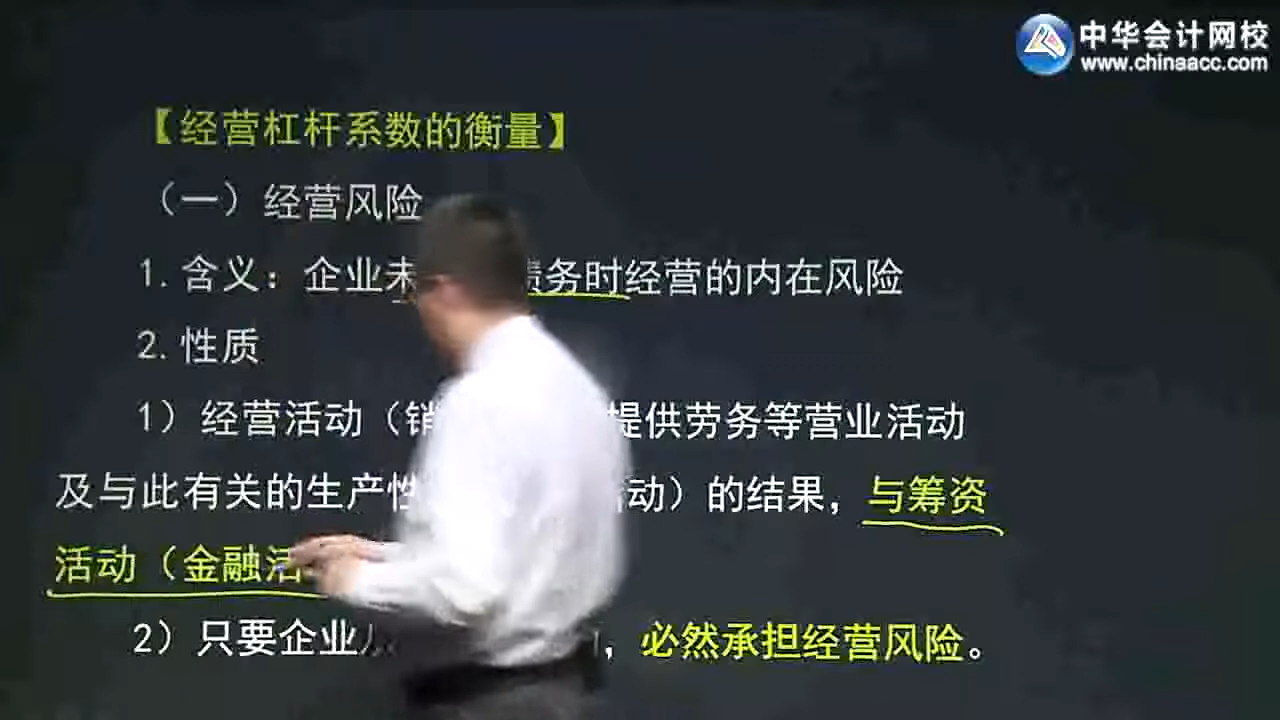 中华会计网校
www.chinaacc.com
【经营杠杆系数的衡量】
（一）经营风险
1.含义：企业未 债务时经营的内在风险
2.性质
1）经营活动（销 提供劳务等营业活动
及与此有关的生产性 活动）的结果，与筹资
活动（金融活
2）只要企业 ，必然承担经营风险。